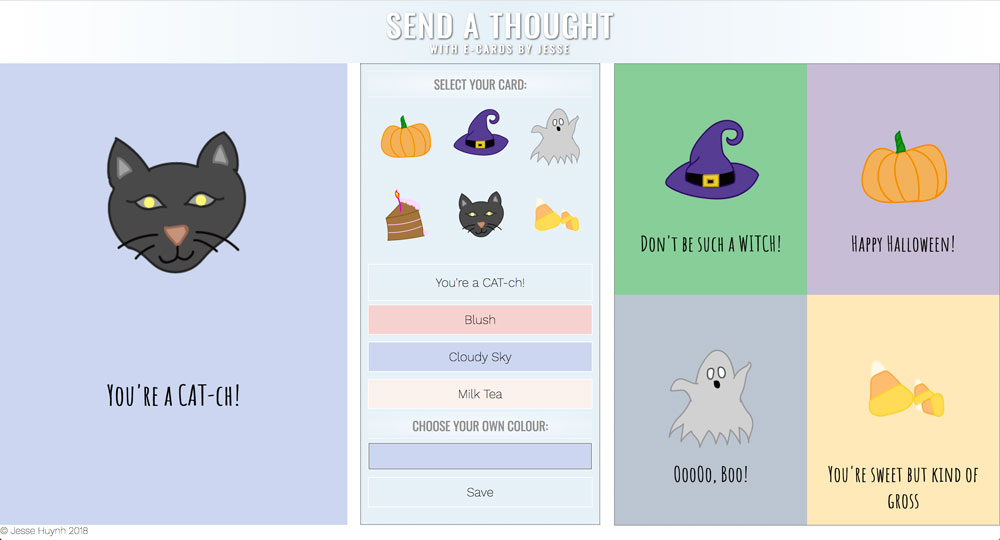 SEND A THOUGHT
WITH E-CARDS BY JESSE
You're a CAT-ch!
SELECT YOUR CARD:
You're a CAT-ch!
Blush
Cloudy Sky
Milk Tea
CHOOSE YOUR OWN COLOUR:
Save
Don't be such a WITCH!
Happy Halloween!
OooOo, Boo!
You're sweet but kind of
gross
© Jesse Huynh 2018